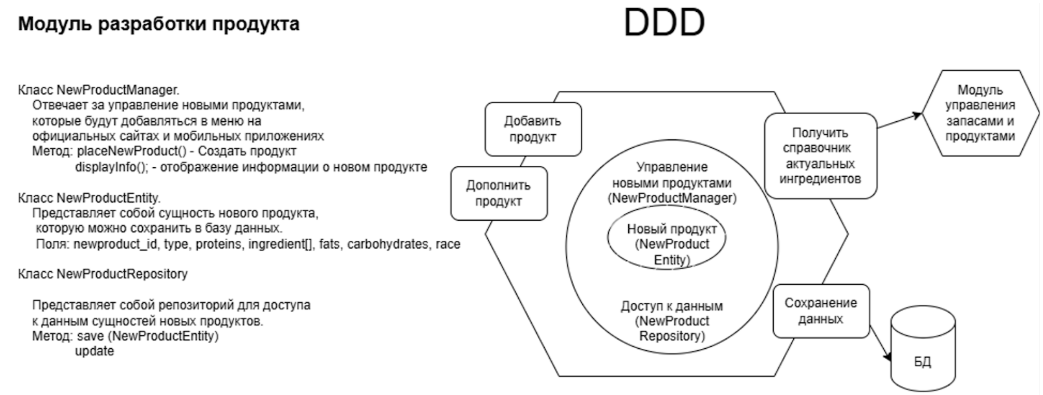 Модуль разработки продукта
DDD
Класс NewProductManager.
Отвечает за управление новыми продуктами,
которые будут добавляться в меню на
официальных сайтах и мобильных приложениях
Метод: placeNewProduct() - Создать продукт
displayInfo(); - отображение информации о новом продукте
Класс NewProductEntity.
Представляет собой сущность нового продукта,
которую можно сохранить в базу данных.
Поля: newproduct_id, type, proteins, ingredient[], fats, carbohydrates, race
Класс NewProductRepository
Представляет собой репозиторий для доступа
к данным сущностей новых продуктов.
Метод: save (NewProductEntity)
update
Добавить
продукт
Дополнить
продукт
Управление
новыми продуктами
(NewProductManager)
Новый продукт
(NewProduct
Entity)
Доступ к данным
(NewProduct
Repository)
Получить
справочник
актуальных
ингредиентов
Модуль
управления
запасами и
продуктами
Сохранение
данных
БД